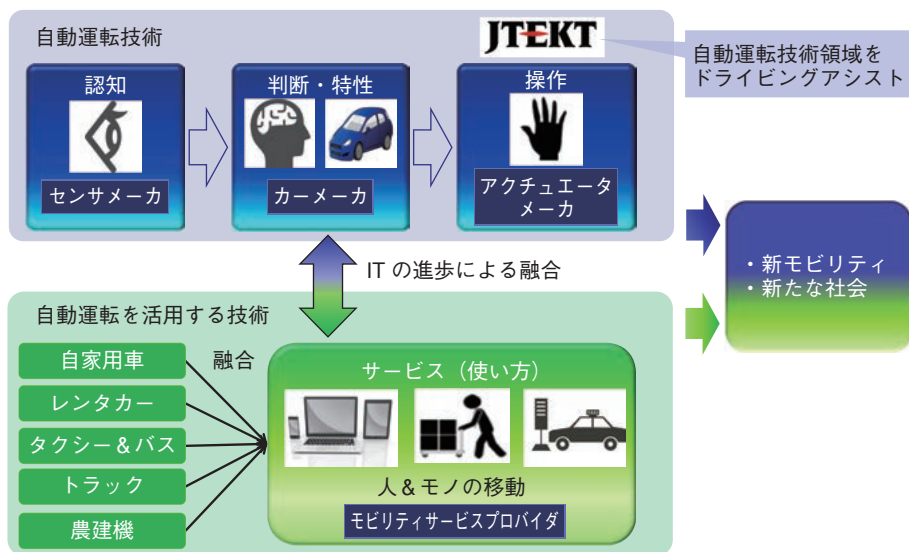 自動運転技術
JTEKT
自動運転技術領域を
ドライビングアシスト
認知
センサメーカ
判断・特性
カーメーカ
操作
アクチュエータ
メーカ
ITの進歩による融合
・新モビリティ
・新たな社会
自動運転を活用する技術
自家用車
レンタカー
タクシー＆バス
トラック
農建機
融合
サービス（使い方）
人＆モノの移動
モビリティサービスプロバイダ